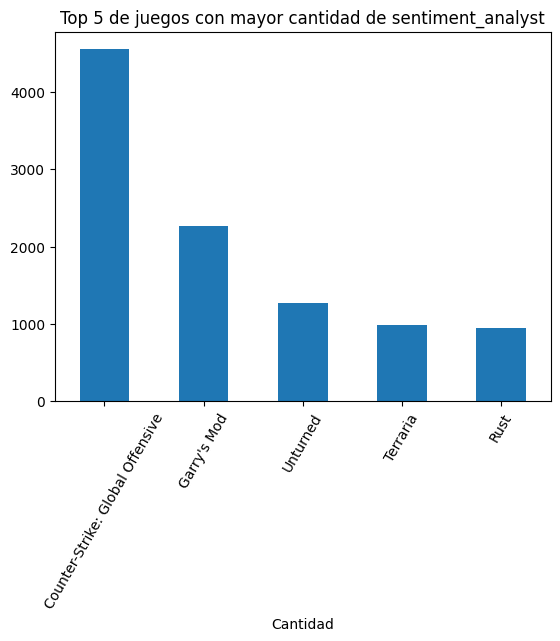 Top 5 de juegos con mayor cantidad de sentiment_analyst
4000
3000
2000
1000
0
Counter-Strike: Global Offensive
Garry's Mod
Unturned
Terraria
Rust
Cantidad